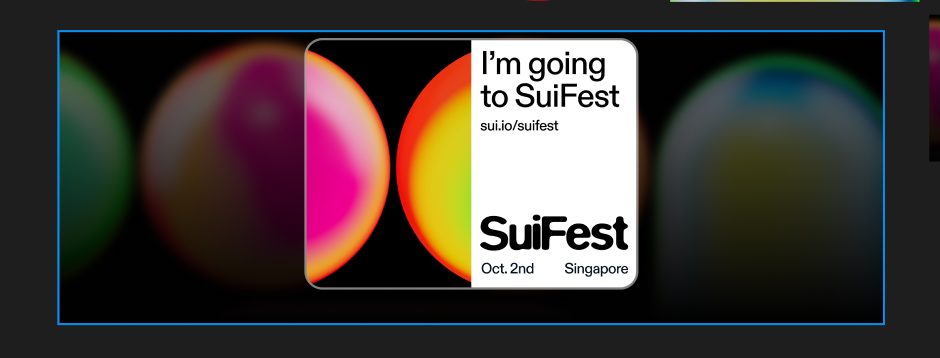 I'm going
to SuiFest
sui.io/suifest
SuiFest
Oct. 2nd Singapore